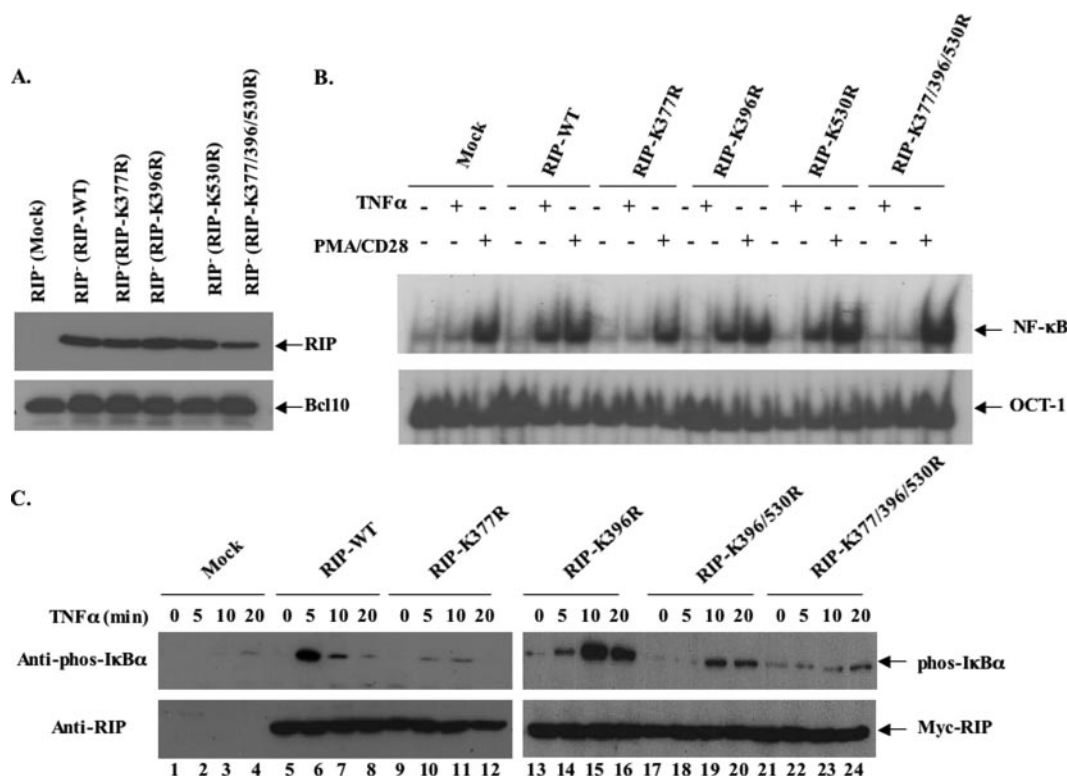 A.
RIP- (Mock)
RIP- (RIP-WT)
RIP-(RIP-K377R)
RIP- (RIP-K396R)
RIP- (RIP-K530R)
RIP- (RIP-K377/396/530R)
RIP
Bcl10
B.
Mock
RIP-WT
RIP-K377R
RIP-K396R
RIP-K530R
RIP-K377/396/530R
TNFα - + - - + - - + - - + - - + - - + -
PMA/CD28 - - + - - + - - + - - + - - + - - +
NF-κB
OCT-1
C.
Mock
RIP-WT
RIP-K377R
RIP-K396R
RIP-K396/530R
RIP-K377/396/530R
TNFα (min) 0 5 10 20 0 5 10 20 0 5 10 20 0 5 10 20 0 5 10 20 0 5 10 20
Anti-phos-IκBα
phos-IκBα
Anti-RIP
Myc-RIP
1 2 3 4 5 6 7 8 9 10 11 12 13 14 15 16 17 18 19 20 21 22 23 24